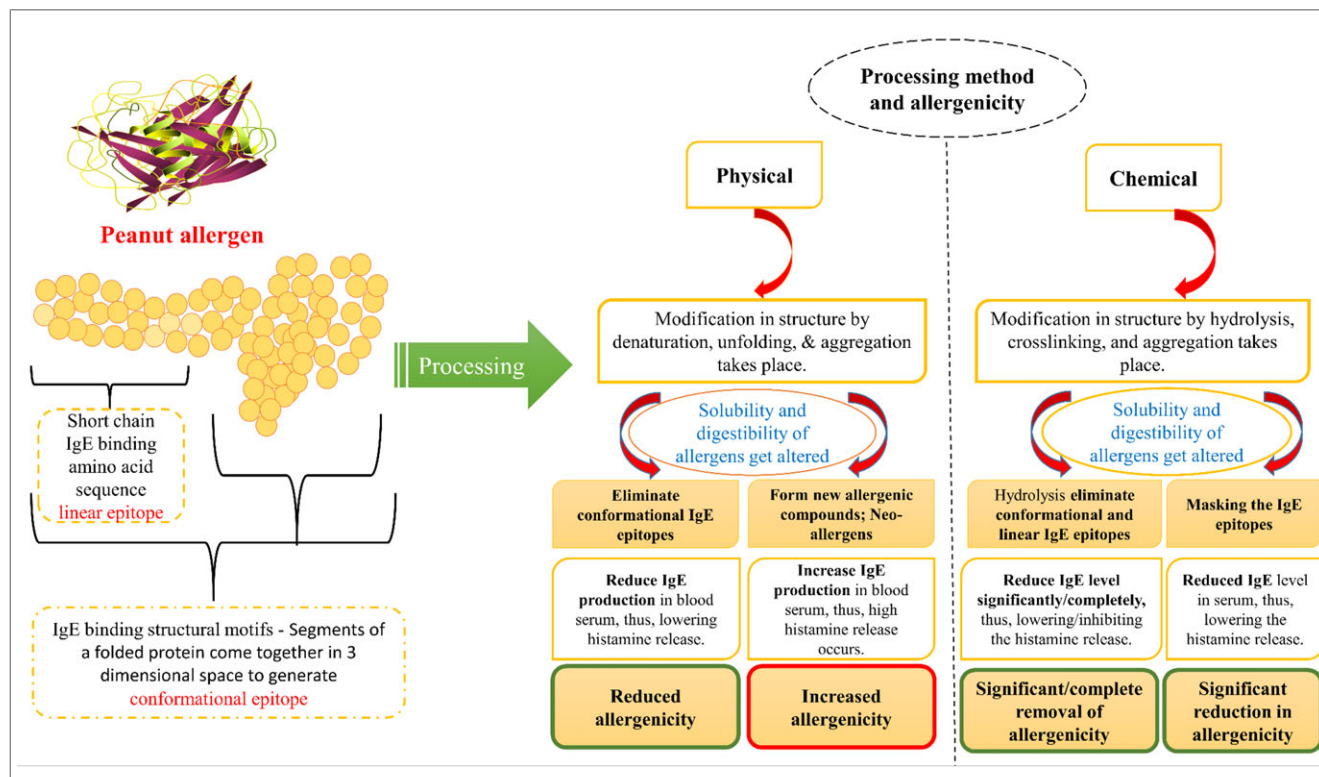 Processing method
and allergenicity
Peanut allergen
Short chain
IgE binding
amino acid
sequence
linear epitope
IgE binding structural motifs - Segments of
a folded protein come together in 3
dimensional space to generate
conformational epitope
Processing
Physical
Modification in structure by
denaturation, unfolding, & aggregation
takes place.
Solubility and
digestibility of
allergens get altered
Eliminate
conformational IgE
epitopes
Form new allergenic
compounds; Neo-
allergens
Reduce IgE
production in blood
serum, thus, lowering
histamine release.
Increase IgE
production in blood
serum, thus, high
histamine release
occurs.
Reduced
allergenicity
Increased
allergenicity
Chemical
Modification in structure by hydrolysis,
crosslinking, and aggregation takes
place.
Solubility and
digestibility of
allergens get altered
Hydrolysis eliminate
conformational and
linear IgE epitopes
Masking the IgE
epitopes
Reduce IgE level
significantly/completely,
thus, lowering/inhibiting
the histamine release.
Reduced IgE level
in serum, thus,
lowering the
histamine release.
Significant/complete
removal of
allergenicity
Significant
reduction in
allergenicity